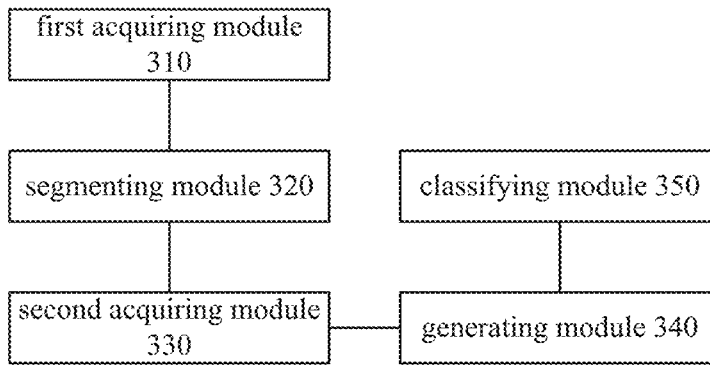 first acquiring module
310
segmenting module 320
classifying module 350
second acquiring module
330
generating module 340